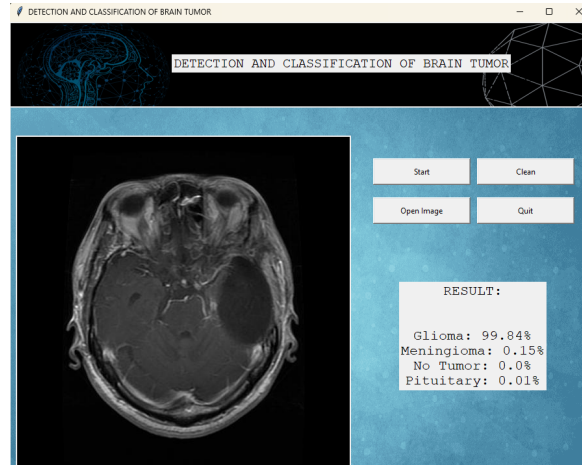 DETECTION AND CLASSIFICATION OF BRAIN TUMOR
DETECTION AND CLASSIFICATION OF BRAIN TUMOR
Start
Clean
Open Image
Quit
RESULT:
Glioma: 99.84%
Meningioma: 0.15%
No Tumor: 0.0%
Pituitary: 0.01%